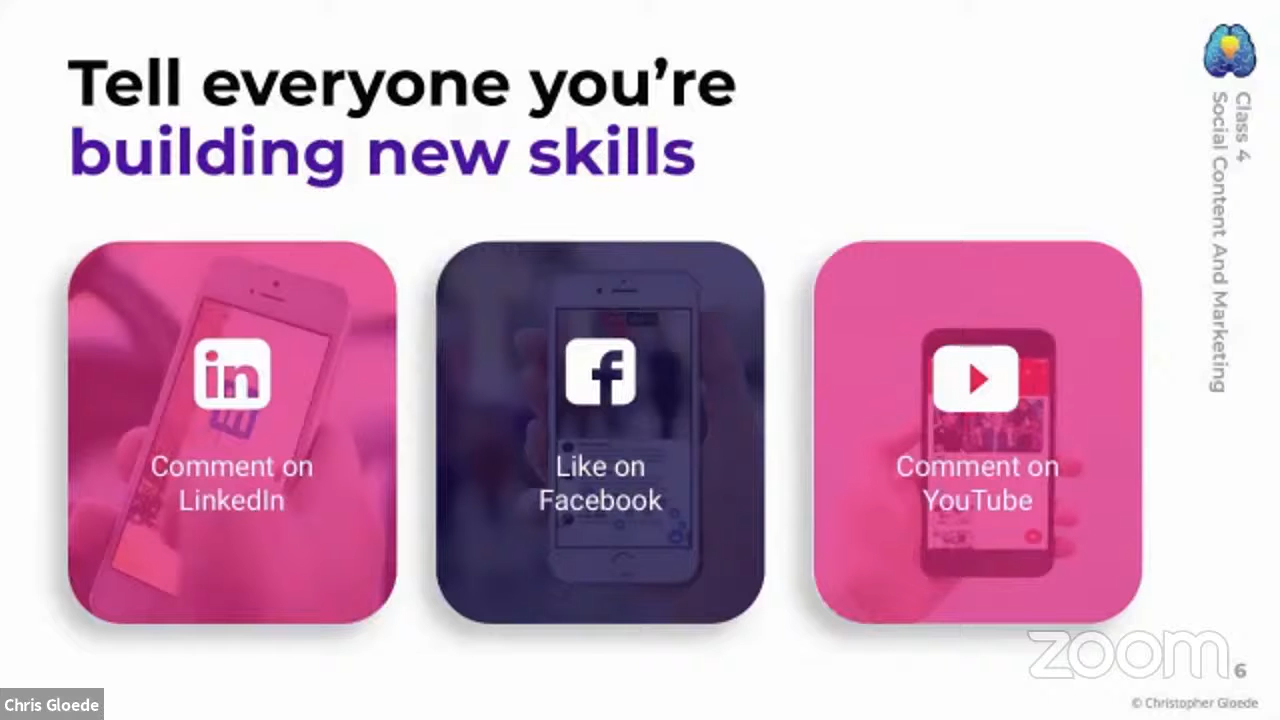 Tell everyone you're
building new skills
Class 4
Social Content And Marketing
in
Comment on
LinkedIn
f
Like on
Facebook
Comment on
YouTube
zoom
6
Chris Gloede
© Christopher Gloede